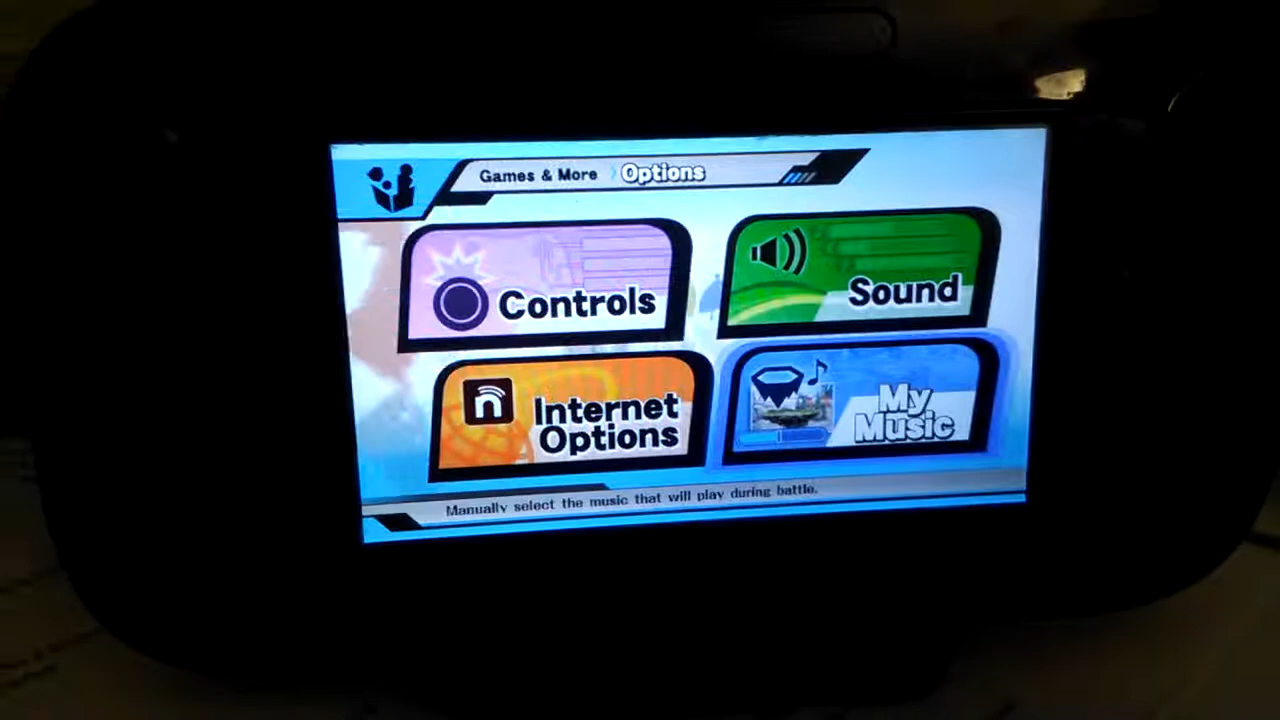 Games & More › Options
Controls
Sound
Internet
Options
My
Music
Manually select the music that will play during battle.